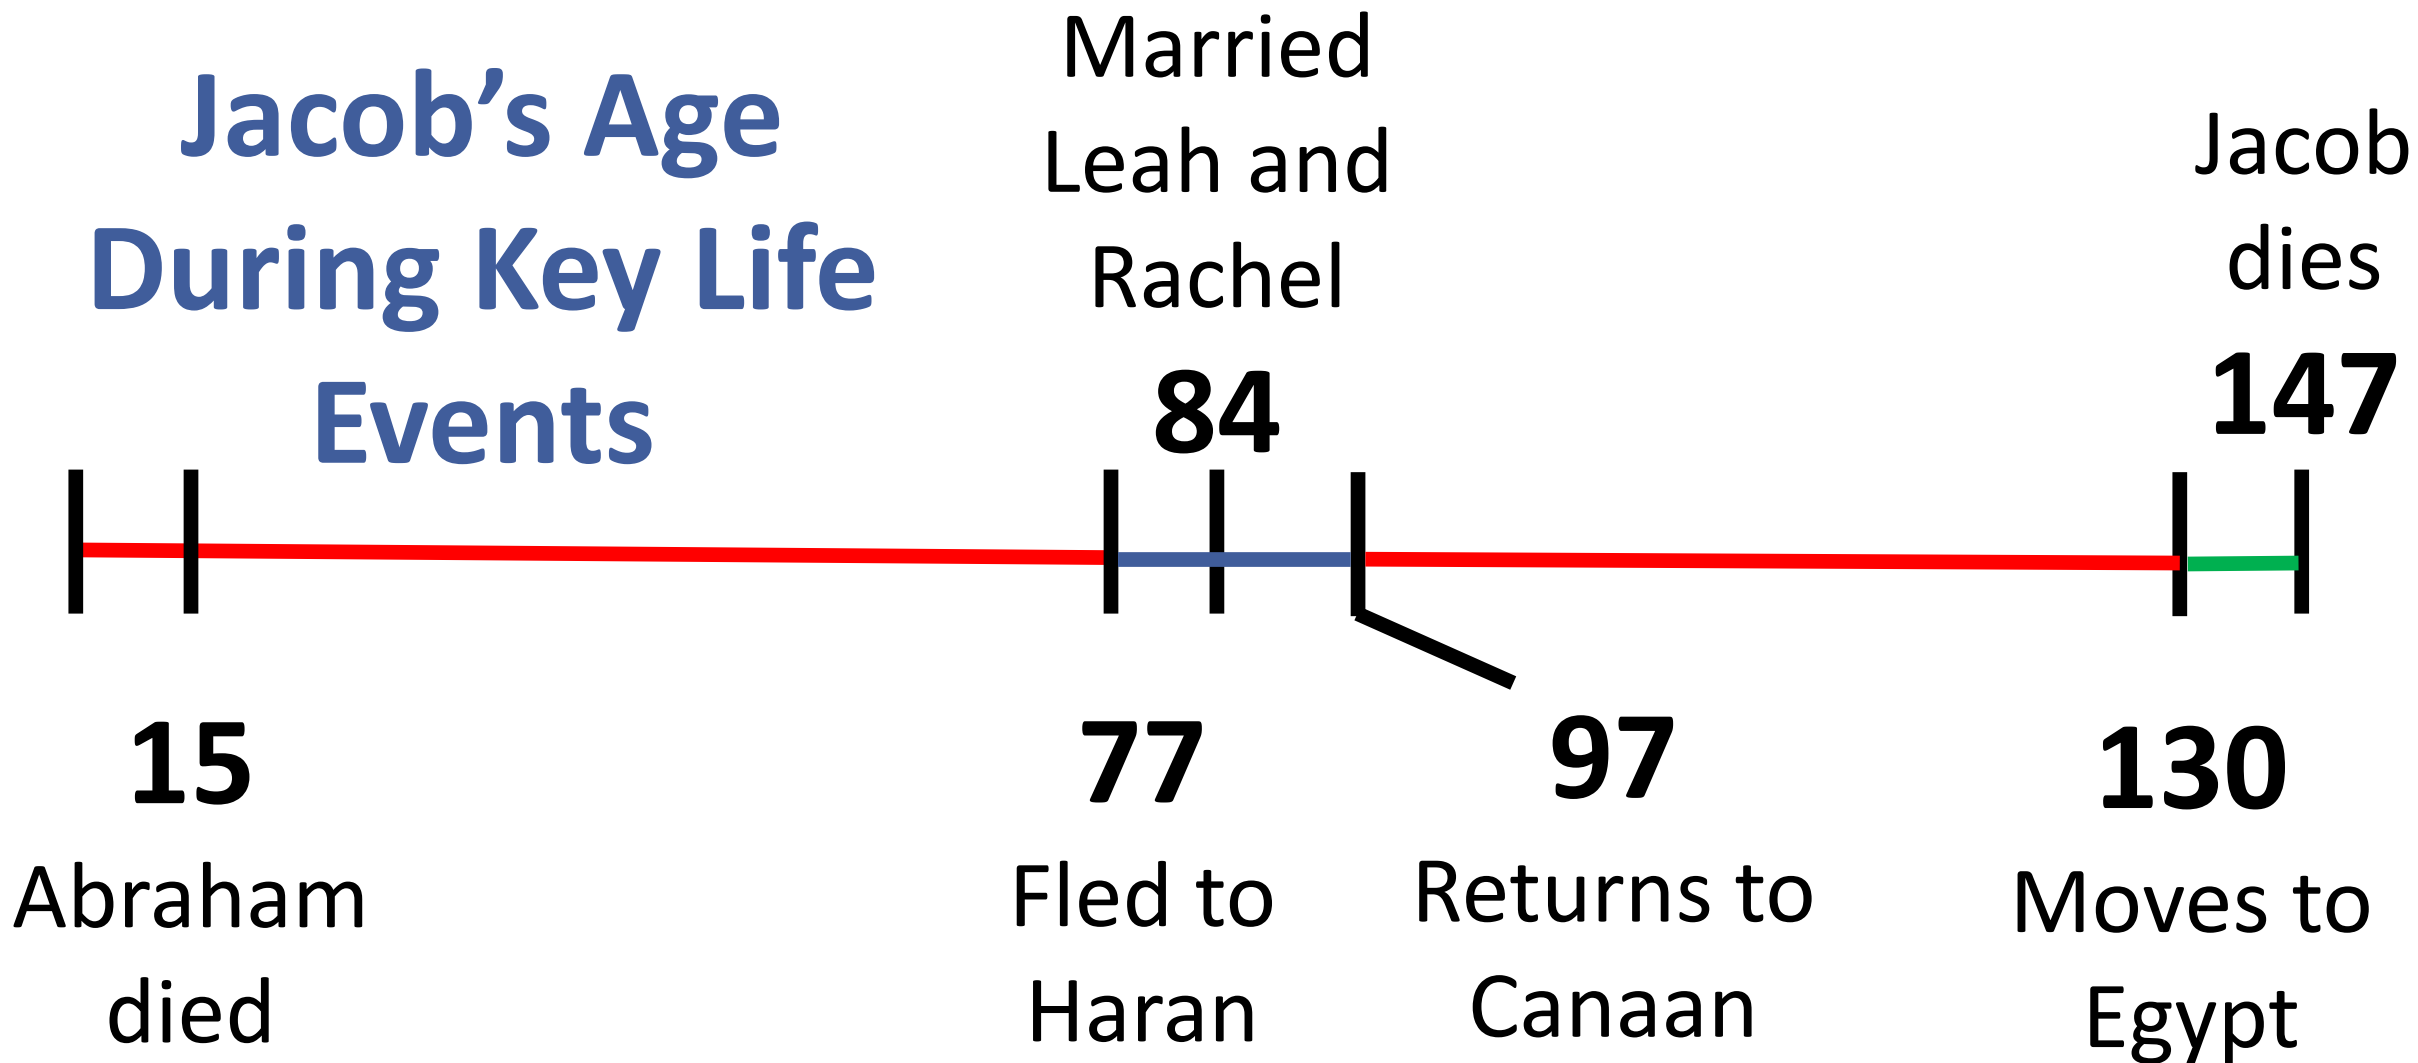 Jacob’s Age
During Key Life
Events
Married
Leah and
Rachel
84
Jacob
dies
147
15
Abraham
died
77
Fled to
Haran
97
Returns to
Canaan
130
Moves to
Egypt